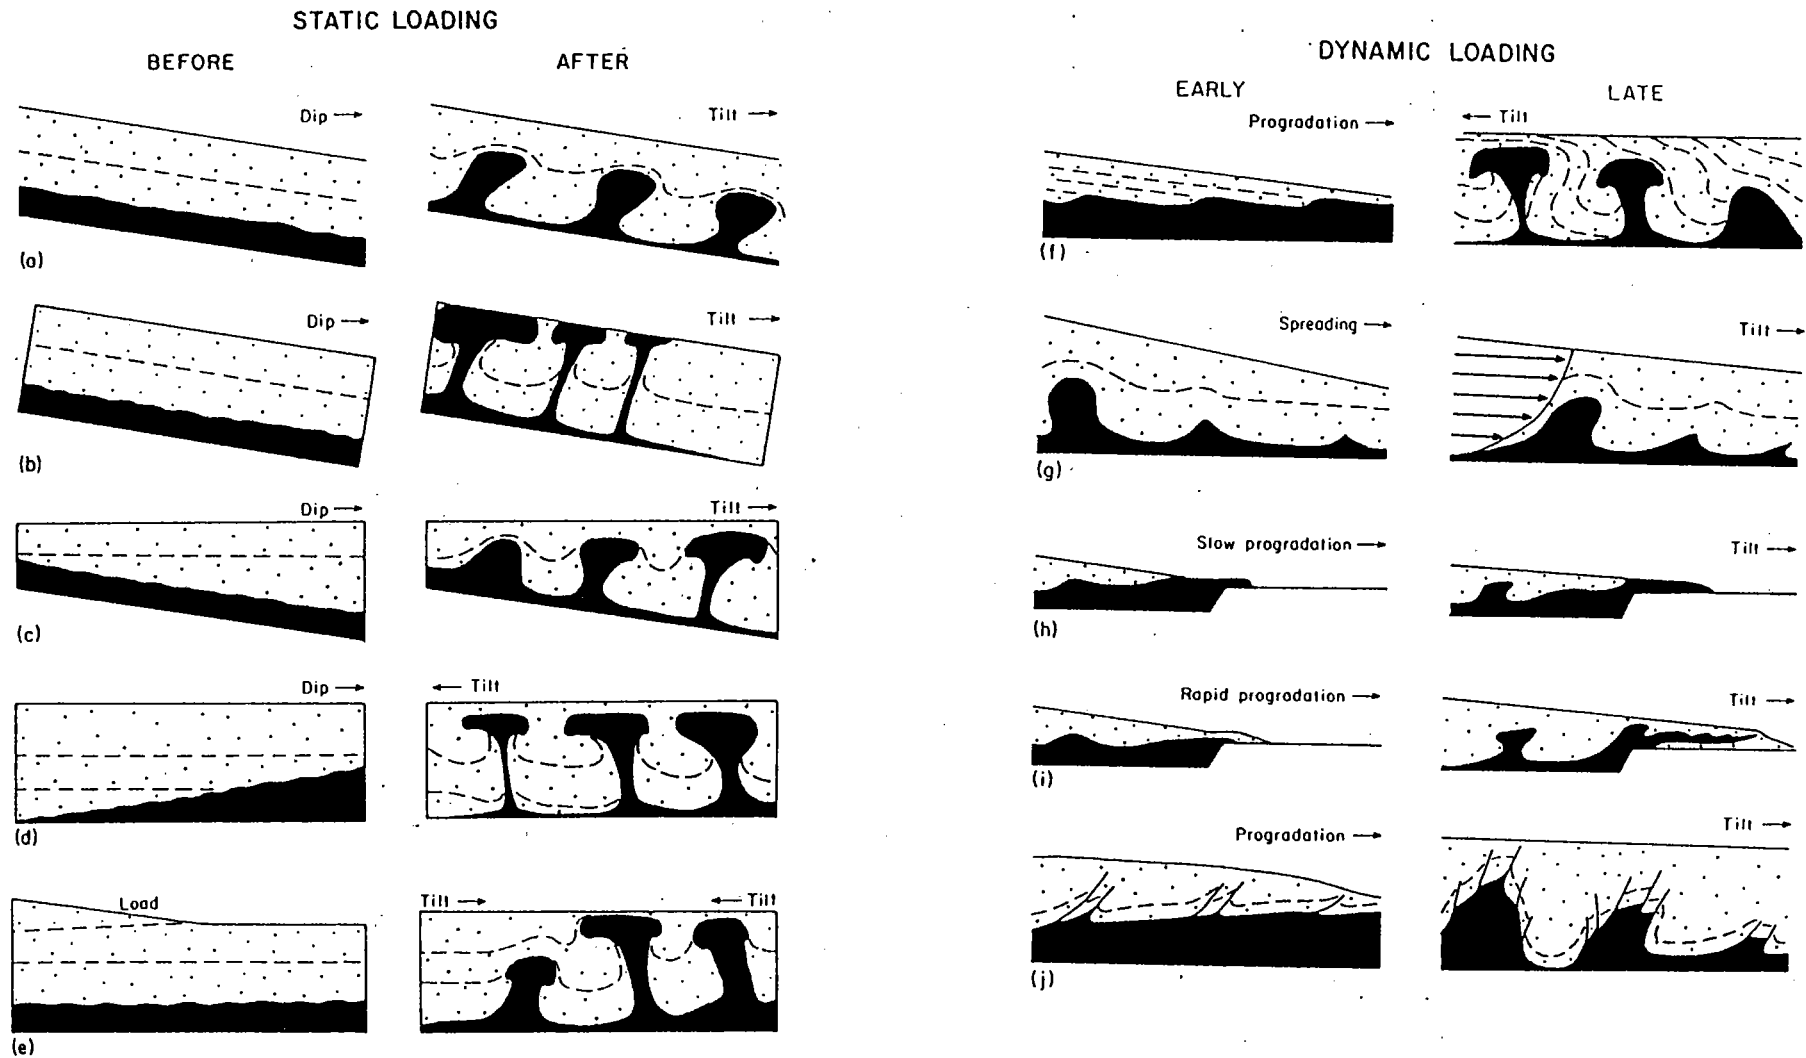 STATIC LOADING
BEFORE
AFTER
Dip →
Tilt →
(a)
Dip →
Tilt →
(b)
Dip →
Tilt →
(c)
Dip →
← Tilt
(d)
Load
Tilt →
← Tilt
(e)
DYNAMIC LOADING
EARLY
LATE
Progradation →
← Tilt
(f)
Spreading →
Tilt →
(g)
Slow progradation →
Tilt →
(h)
Rapid progradation →
Tilt →
(i)
Progradation →
Tilt →
(j)